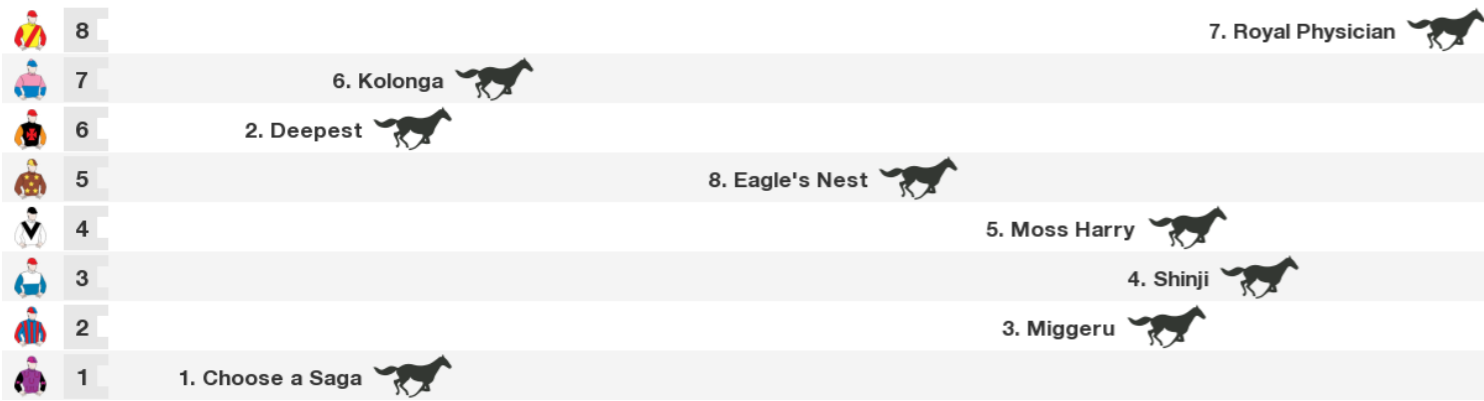 8 7. Royal Physician
7 6. Kolonga
6 2. Deepest
5 8. Eagle's Nest
4 5. Moss Harry
3 4. Shinji
2 3. Miggeru
1 1. Choose a Saga